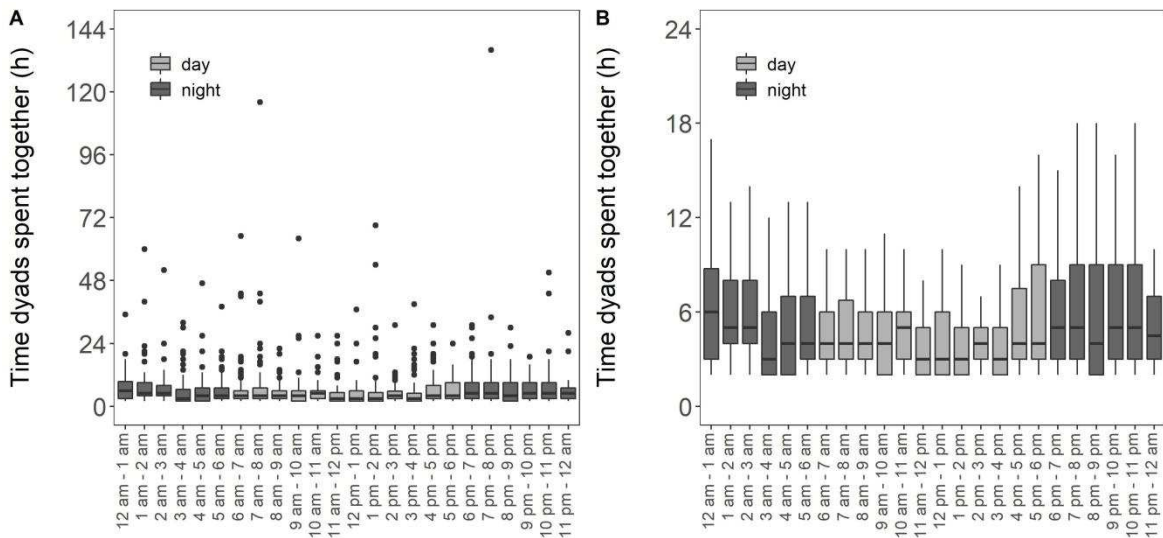 A
Time dyads spent together (h)
144
120
96
72
48
24
0
day
night
12 am - 1 am
1 am - 2 am
2 am - 3 am
3 am - 4 am
4 am - 5 am
5 am - 6 am
6 am - 7 am
7 am - 8 am
8 am - 9 am
9 am - 10 am
10 am - 11 am
11 am - 12 pm
12 pm - 1 pm
1 pm - 2 pm
2 pm - 3 pm
3 pm - 4 pm
4 pm - 5 pm
5 pm - 6 pm
6 pm - 7 pm
7 pm - 8 pm
8 pm - 9 pm
9 pm - 10 pm
10 pm - 11 pm
11 pm - 12 am
B
Time dyads spent together (h)
24
18
12
6
0
day
night
12 am - 1 am
1 am - 2 am
2 am - 3 am
3 am - 4 am
4 am - 5 am
5 am - 6 am
6 am - 7 am
7 am - 8 am
8 am - 9 am
9 am - 10 am
10 am - 11 am
11 am - 12 pm
12 pm - 1 pm
1 pm - 2 pm
2 pm - 3 pm
3 pm - 4 pm
4 pm - 5 pm
5 pm - 6 pm
6 pm - 7 pm
7 pm - 8 pm
8 pm - 9 pm
9 pm - 10 pm
10 pm - 11 pm
11 pm - 12 am